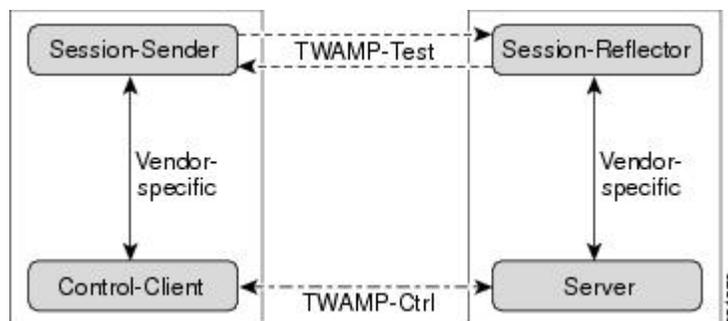 Session-Sender
TWAMP-Test
Session-Reflector
Vendor-
specific
Vendor-
specific
Control-Client
TWAMP-Ctrl
Server